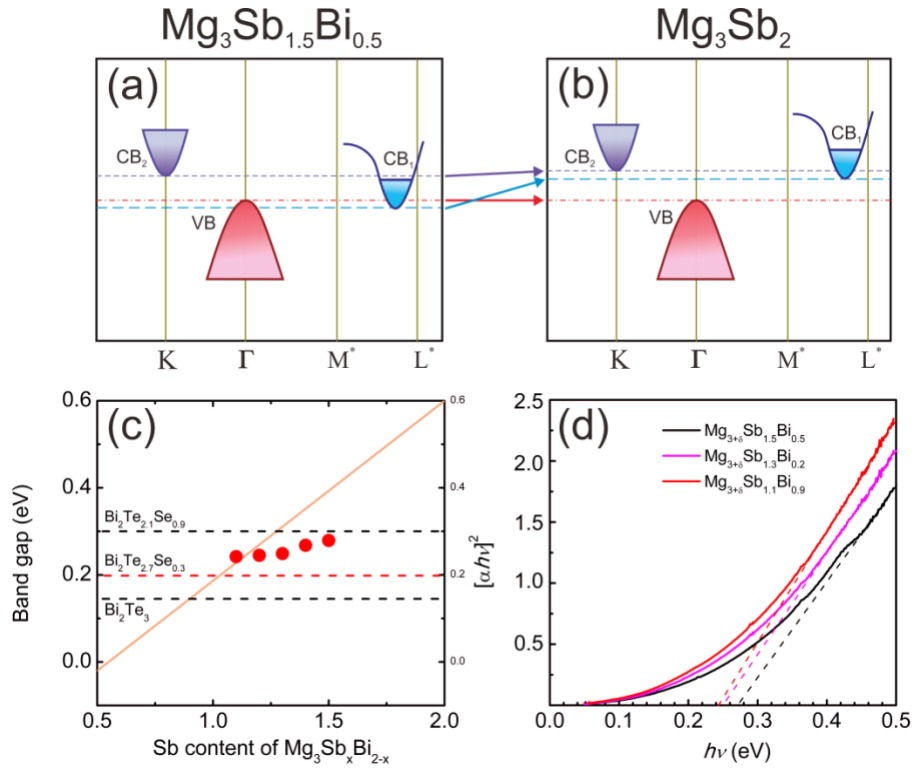 Mg₃Sb₁.₅Bi₀.₅
Mg₃Sb₂
(a)
CB₂
CB₁
VB
K Γ M* L*
(b)
CB₂
CB₁
VB
K Γ M* L*
(c)
Band gap (eV)
0.6
0.4
0.2
0.0
Bi₂Te₂.₁Se₀.₉
Bi₂Te₂.₇Se₀.₃
Bi₂Te₃
0.6
0.4
0.2
0.0
0.5 1.0 1.5 2.0
Sb content of Mg₃SbₓBi₂₋ₓ
(d)
[αhν]²
2.5
2.0
1.5
1.0
0.5
Mg₃₊δSb₁.₅Bi₀.₅
Mg₃₊δSb₁.₃Bi₀.₂
Mg₃₊δSb₁.₁Bi₀.₉
0.0 0.1 0.2 0.3 0.4 0.5
hν (eV)